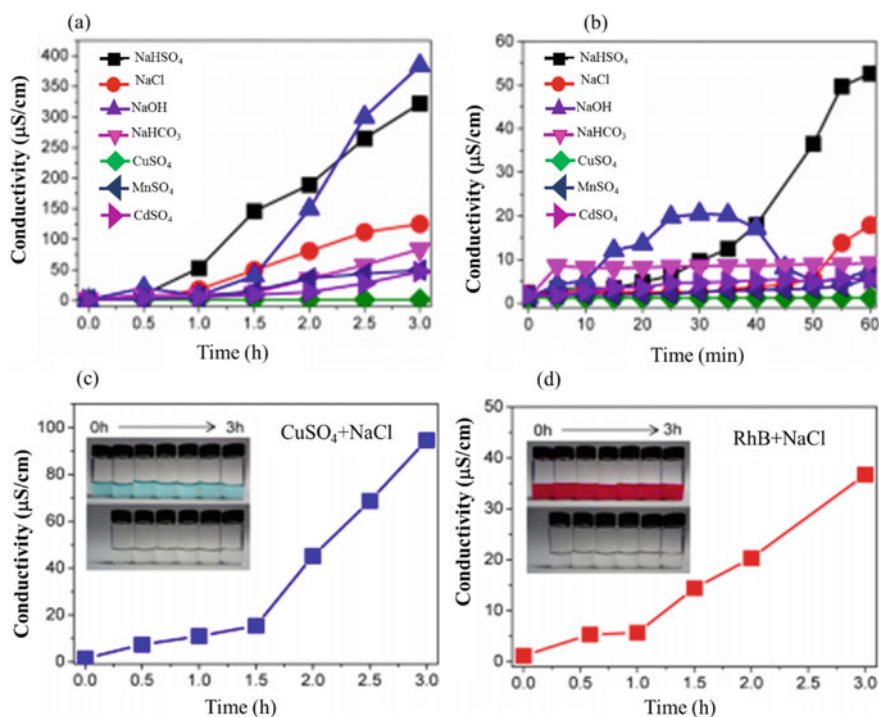 (a)
Conductivity (µS/cm)
400
350
300
250
200
150
100
50
0
NaHSO₄
NaCl
NaOH
NaHCO₃
CuSO₄
MnSO₄
CdSO₄
0.0 0.5 1.0 1.5 2.0 2.5 3.0
Time (h)
(b)
Conductivity (µS/cm)
60
50
40
30
20
10
0
NaHSO₄
NaCl
NaOH
NaHCO₃
CuSO₄
MnSO₄
CdSO₄
0 10 20 30 40 50 60
Time (min)
(c)
Conductivity (µS/cm)
100
80
60
40
20
0
0h 3h
CuSO₄+NaCl
0.0 0.5 1.0 1.5 2.0 2.5 3.0
Time (h)
(d)
Conductivity (µS/cm)
50
40
30
20
10
0
0h 3h
RhB+NaCl
0.0 0.5 1.0 1.5 2.0 2.5 3.0
Time (h)